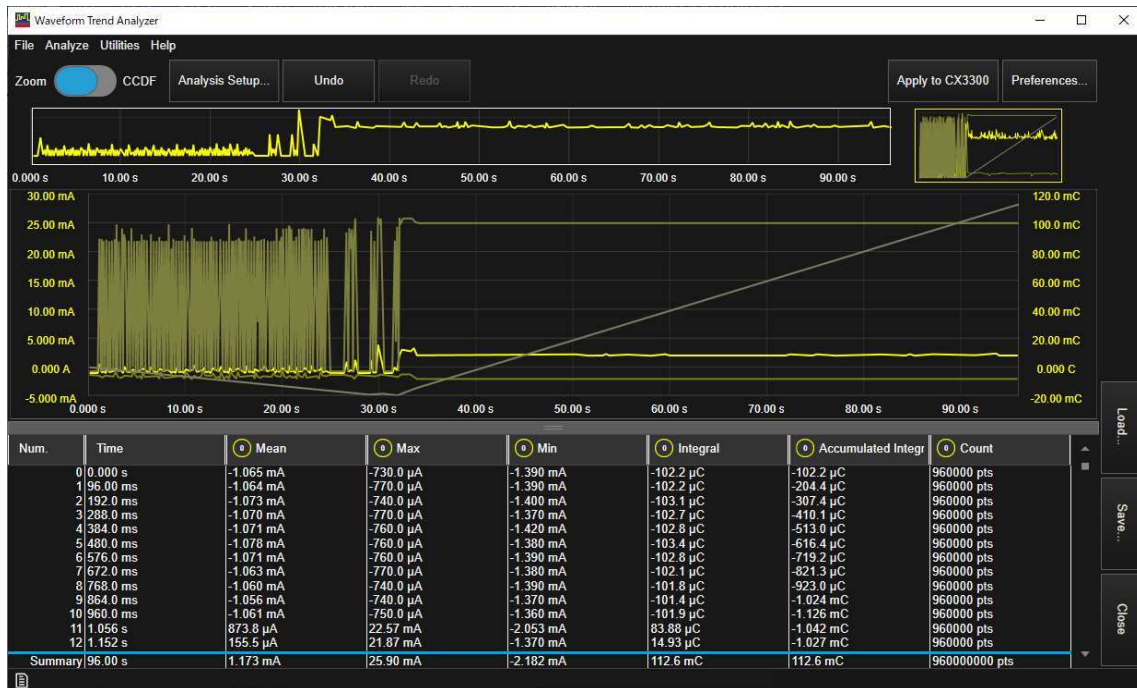 Waveform Trend Analyzer
File Analyze Utilities Help
Zoom CCDF Analysis Setup... Undo Redo Apply to CX3300 Preferences...
0.000 s 10.00 s 20.00 s 30.00 s 40.00 s 50.00 s 60.00 s 70.00 s 80.00 s 90.00 s
30.00 mA 120.0 mC
25.00 mA 100.0 mC
20.00 mA 80.00 mC
15.00 mA 60.00 mC
10.00 mA 40.00 mC
5.000 mA 20.00 mC
0.000 A 0.000 C
-5.000 mA -20.00 mC
0.000 s 10.00 s 20.00 s 30.00 s 40.00 s 50.00 s 60.00 s 70.00 s 80.00 s 90.00 s
Load...
Save...
Close
Num. Time 0 Mean 0 Max 0 Min 0 Integral 0 Accumulated Integr 0 Count
0 0.000 s -1.065 mA -730.0 µA -1.390 mA -102.2 µC -102.2 µC 960000 pts
1 96.00 ms -1.064 mA -770.0 µA -1.390 mA -102.2 µC -204.4 µC 960000 pts
2 192.0 ms -1.073 mA -740.0 µA -1.400 mA -103.1 µC -307.4 µC 960000 pts
3 288.0 ms -1.070 mA -770.0 µA -1.370 mA -102.7 µC -410.1 µC 960000 pts
4 384.0 ms -1.071 mA -760.0 µA -1.420 mA -102.8 µC -513.0 µC 960000 pts
5 480.0 ms -1.078 mA -760.0 µA -1.380 mA -103.4 µC -616.4 µC 960000 pts
6 576.0 ms -1.071 mA -760.0 µA -1.390 mA -102.8 µC -719.2 µC 960000 pts
7 672.0 ms -1.063 mA -770.0 µA -1.380 mA -102.1 µC -821.3 µC 960000 pts
8 768.0 ms -1.060 mA -740.0 µA -1.390 mA -101.8 µC -923.0 µC 960000 pts
9 864.0 ms -1.056 mA -740.0 µA -1.370 mA -101.4 µC -1.024 mC 960000 pts
10 960.0 ms -1.061 mA -750.0 µA -1.360 mA -101.9 µC -1.126 mC 960000 pts
11 1.056 s 873.8 µA 22.57 mA -2.053 mA 83.88 µC -1.042 mC 960000 pts
12 1.152 s 155.5 µA 21.87 mA -1.370 mA 14.93 µC -1.027 mC 960000 pts
Summary 96.00 s 1.173 mA 25.90 mA -2.182 mA 112.6 mC 112.6 mC 960000000 pts